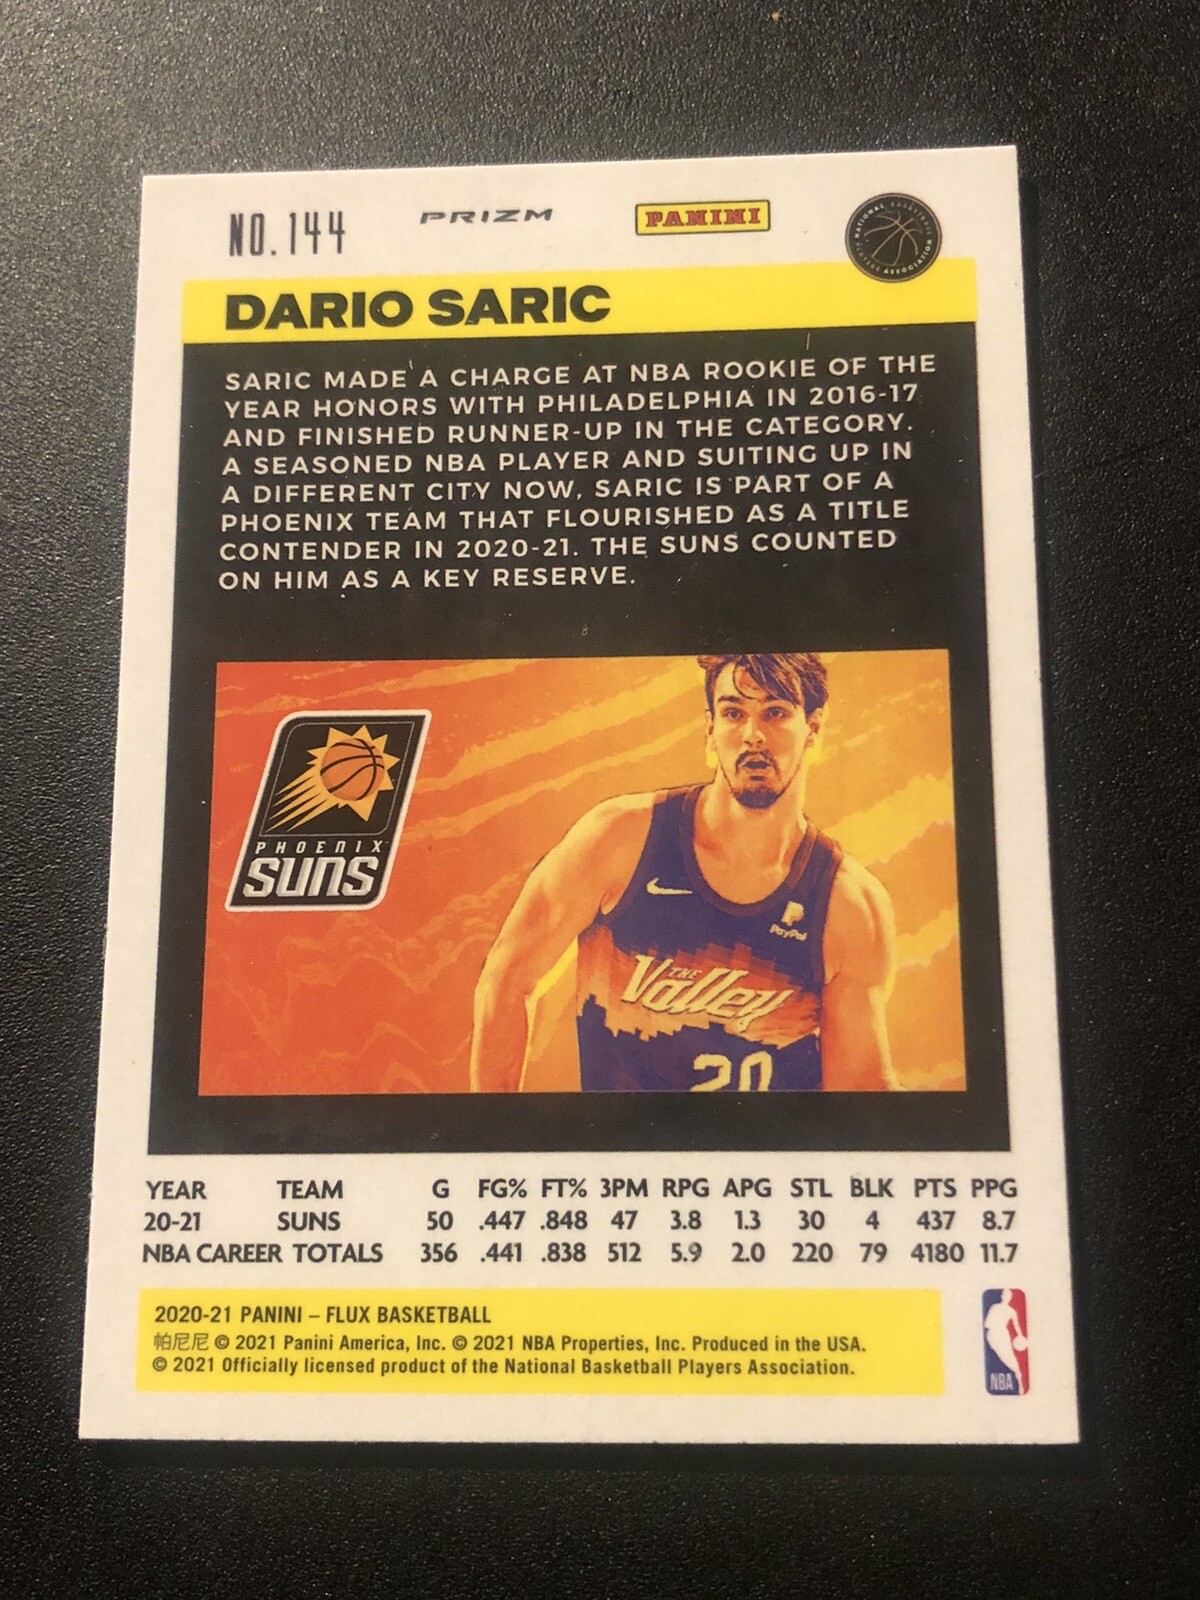 NO. 144 PRIZM PANINI NATIONAL BASKETBALL PLAYERS ASSOCIATION
DARIO SARIC
SARIC MADE A CHARGE AT NBA ROOKIE OF THE
YEAR HONORS WITH PHILADELPHIA IN 2016-17
AND FINISHED RUNNER-UP IN THE CATEGORY.
A SEASONED NBA PLAYER AND SUITING UP IN
A DIFFERENT CITY NOW, SARIC IS PART OF A
PHOENIX TEAM THAT FLOURISHED AS A TITLE
CONTENDER IN 2020-21. THE SUNS COUNTED
ON HIM AS A KEY RESERVE.
PHOENIX
SUNS
PayPal
THE
Valley
20
YEAR TEAM G FG% FT% 3PM RPG APG STL BLK PTS PPG
20-21 SUNS 50 .447 .848 47 3.8 1.3 30 4 437 8.7
NBA CAREER TOTALS 356 .441 .838 512 5.9 2.0 220 79 4180 11.7
2020-21 PANINI – FLUX BASKETBALL
帕尼尼 © 2021 Panini America, Inc. © 2021 NBA Properties, Inc. Produced in the USA.
© 2021 Officially licensed product of the National Basketball Players Association.
NBA